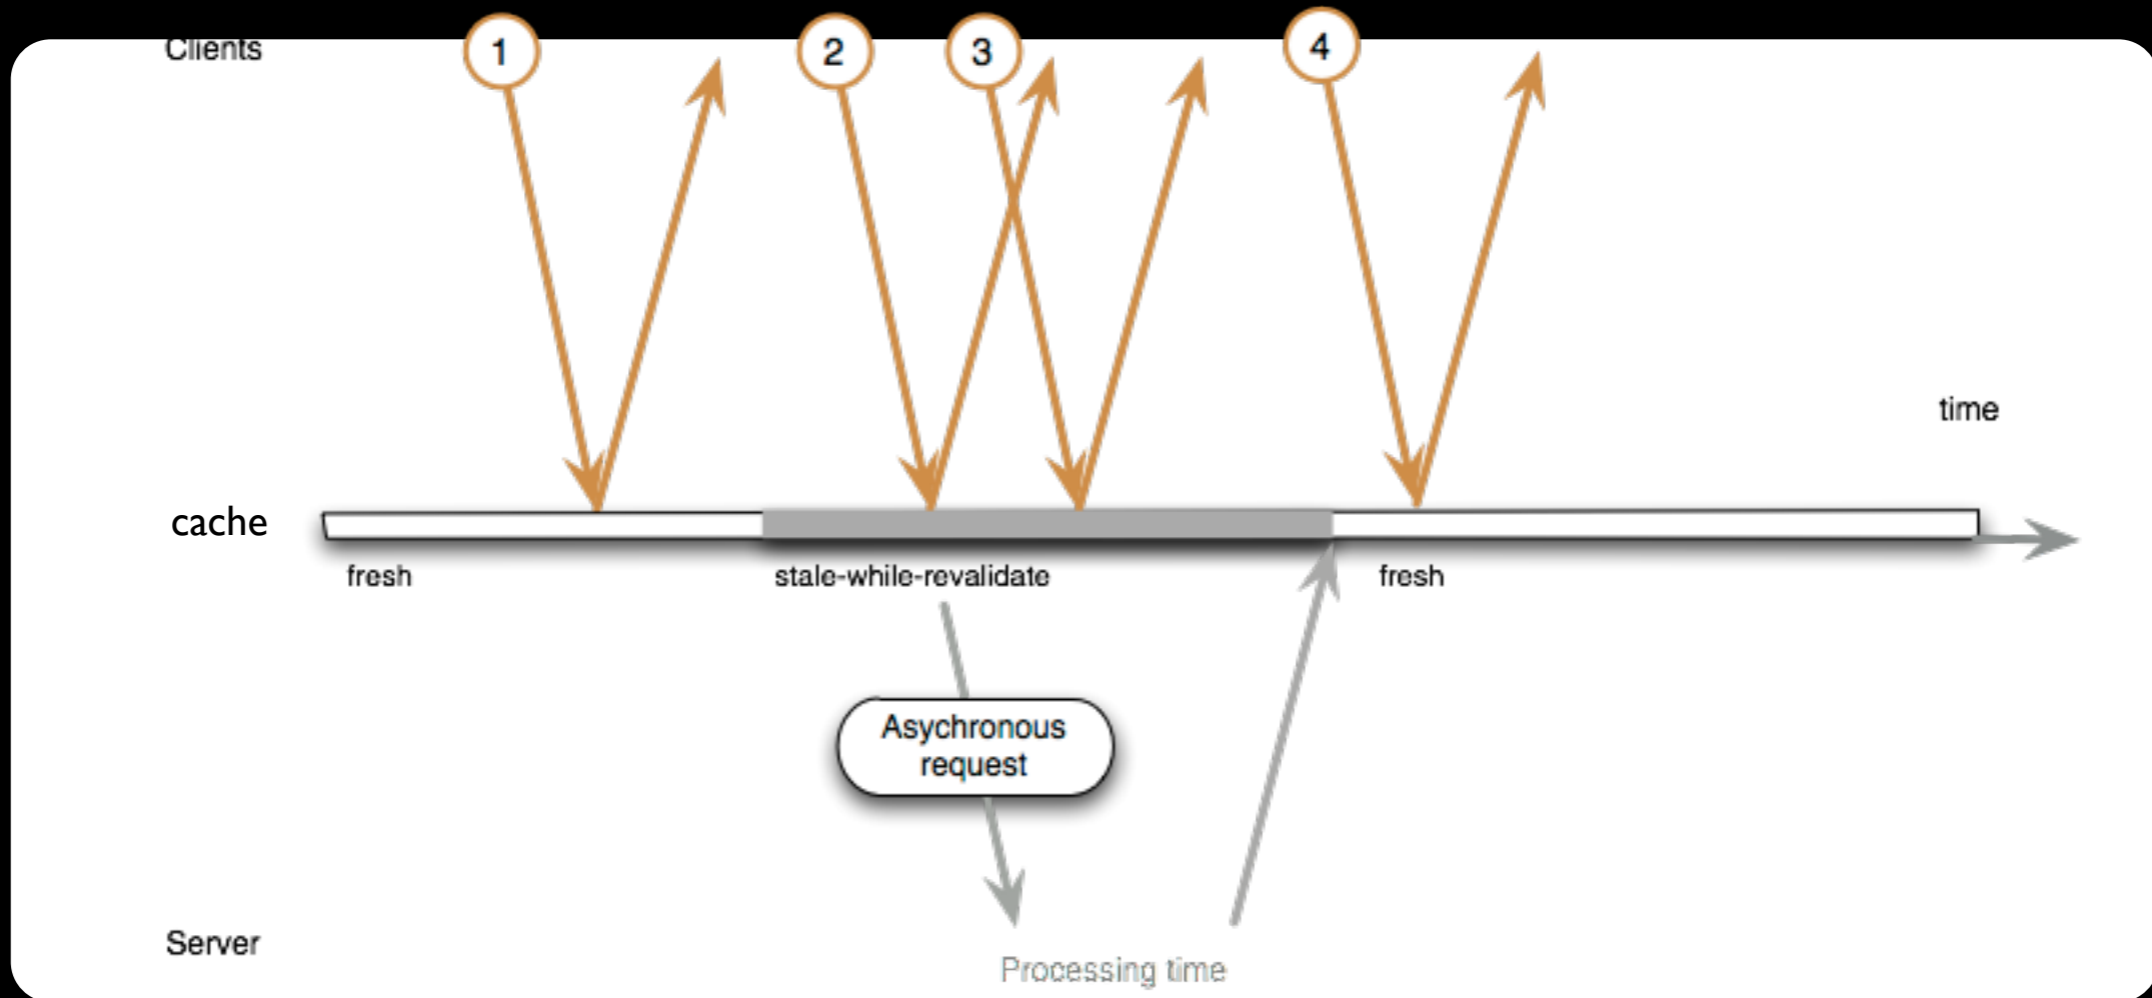 Clients
1
2
3
4
time
cache
fresh
stale-while-revalidate
fresh
Asychronous
request
Server
Processing time